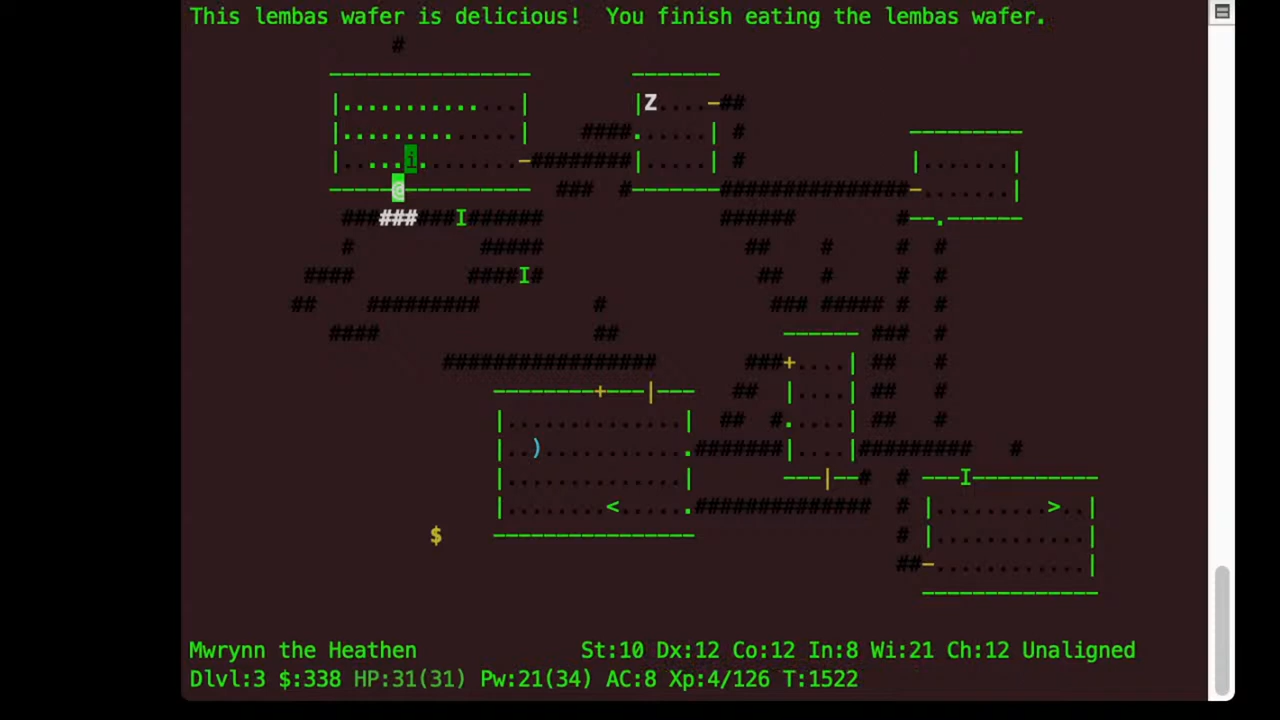 This lembas wafer is delicious!  You finish eating the lembas wafer.
Mwrynn the Heathen St:10 Dx:12 Co:12 In:8 Wi:21 Ch:12 Unaligned
Dlvl:3 $:338 HP:31(31) Pw:21(34) AC:8 Xp:4/126 T:1522